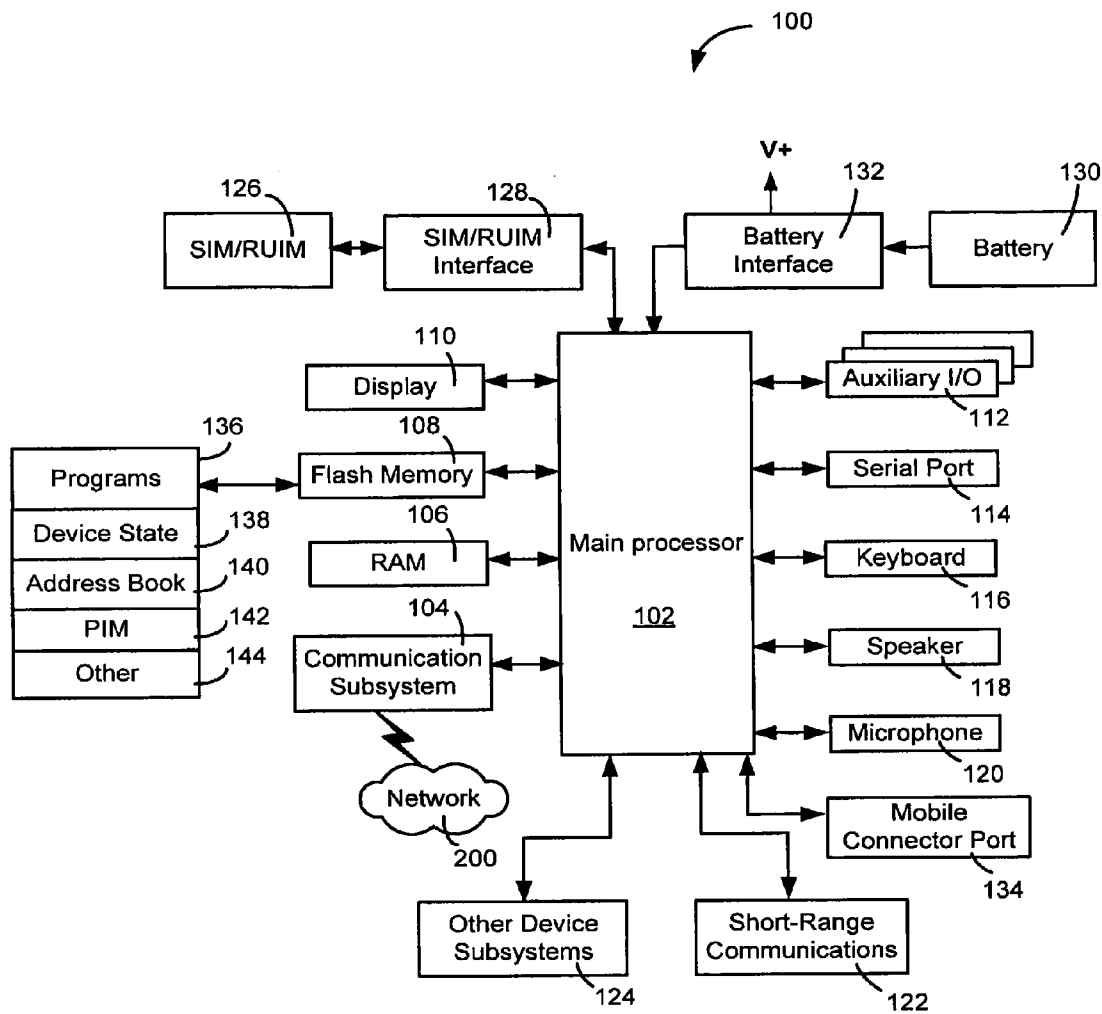 100
V+
126
128
132
130
SIM/RUIM
SIM/RUIM
Interface
Battery
Interface
Battery
110
Display
Auxiliary I/O
112
136
Programs
108
Flash Memory
Serial Port
114
Device State
138
106
RAM
Main processor
102
Keyboard
116
Address Book
140
PIM
142
Other
144
104
Communication
Subsystem
Speaker
118
Microphone
120
Network
200
Mobile
Connector Port
134
Other Device
Subsystems
124
Short-Range
Communications
122